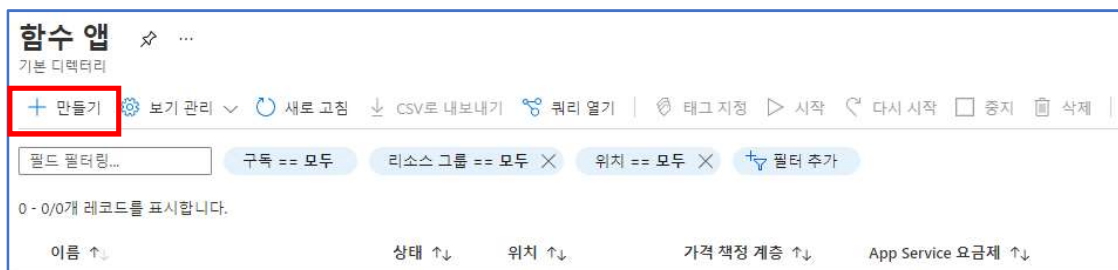 함수 앱 ...
기본 디렉터리
+ 만들기 보기 관리 새로 고침 CSV로 내보내기 쿼리 열기 태그 지정 시작 다시 시작 중지 삭제
필드 필터링... 구독 == 모두 리소스 그룹 == 모두 위치 == 모두 필터 추가
0 - 0/0개 레코드를 표시합니다.
이름 ↑↓ 상태 ↑↓ 위치 ↑↓ 가격 책정 계층 ↑↓ App Service 요금제 ↑↓